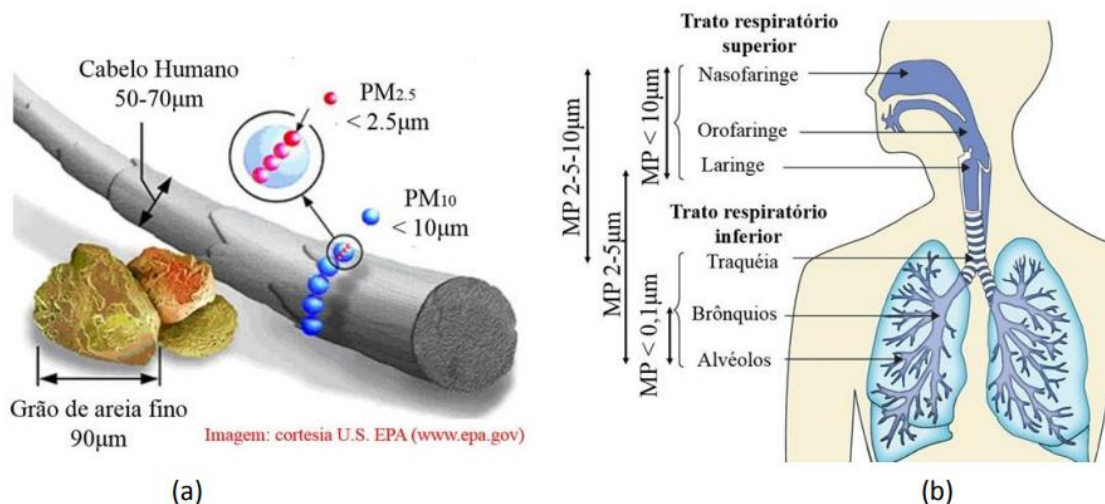 Cabelo Humano
50-70μm
PM2.5
< 2.5μm
PM10
< 10μm
Grão de areia fino
90μm
Imagem: cortesia U.S. EPA (www.epa.gov)
(a)
Trato respiratório
superior
Nasofaringe
Orofaringe
Laringe
MP 2-5-10μm
MP < 10μm
MP 2-5μm
MP < 0,1μm
Trato respiratório
inferior
Traquéia
Brônquios
Alvéolos
(b)